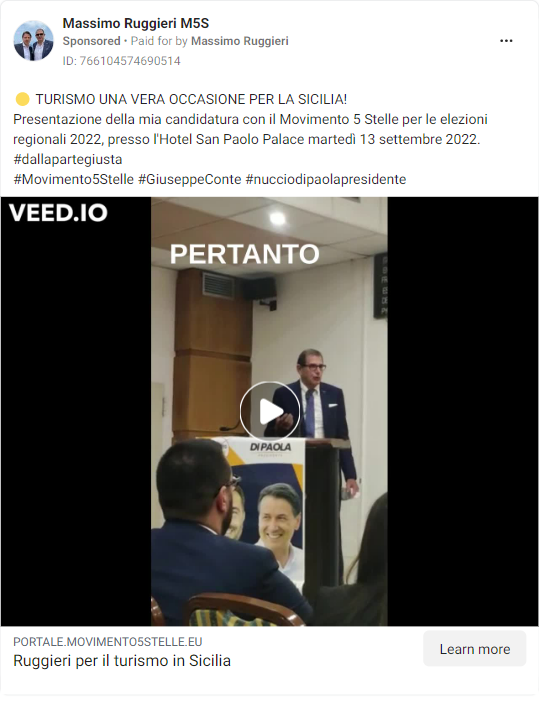 Massimo Ruggieri M5S
Sponsored • Paid for by Massimo Ruggieri
ID: 766104574690514
TURISMO UNA VERA OCCASIONE PER LA SICILIA!
Presentazione della mia candidatura con il Movimento 5 Stelle per le elezioni
regionali 2022, presso l'Hotel San Paolo Palace martedì 13 settembre 2022.
#dallapartegiusta
#Movimento5Stelle #GiuseppeConte #nucciodipaolapresidente
VEED.IO
PERTANTO
DI PAOLA
PORTALE.MOVIMENTO5STELLE.EU
Ruggieri per il turismo in Sicilia
Learn more